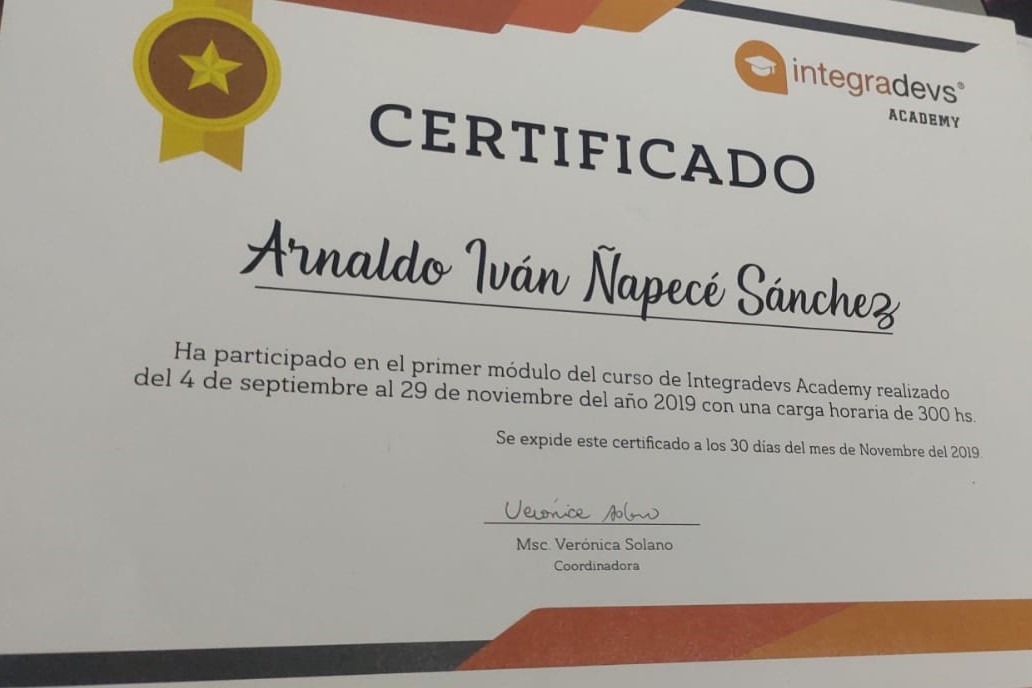 integradevs®
ACADEMY
CERTIFICADO
Arnaldo Iván Ñapecé Sánchez
Ha participado en el primer módulo del curso de Integradevs Academy realizado
del 4 de septiembre al 29 de noviembre del año 2019 con una carga horaria de 300 hs.
Se expide este certificado a los 30 días del mes de Noviembre del 2019.
Verónica Solano
Msc. Verónica Solano
Coordinadora